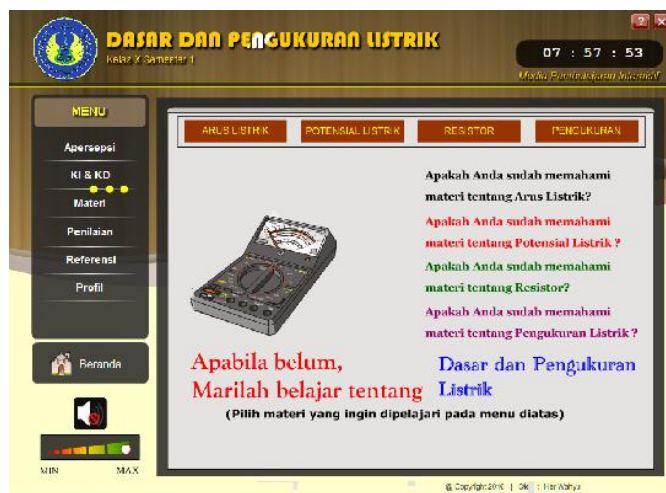 DASAR DAN PENGUKURAN LISTRIK
Kelas X Semester 1
? X
07 : 57 : 53
Media Pembelajaran Interaktif
MENU
Apersepsi
KI & KD
Materi
Penilaian
Referensi
Profil
Beranda
MIN MAX
ARUS LISTRIK POTENSIAL LISTRIK RESISTOR PENGUKURAN
Apakah Anda sudah memahami
materi tentang Arus Listrik?
Apakah Anda sudah memahami
materi tentang Potensial Listrik ?
Apakah Anda sudah memahami
materi tentang Resistor?
Apakah Anda sudah memahami
materi tentang Pengukuran Listrik ?
Apabila belum,
Marilah belajar tentang
Dasar dan Pengukuran
Listrik
(Pilih materi yang ingin dipelajari pada menu diatas)
@ Copyright 2016 | : Har Wahyu